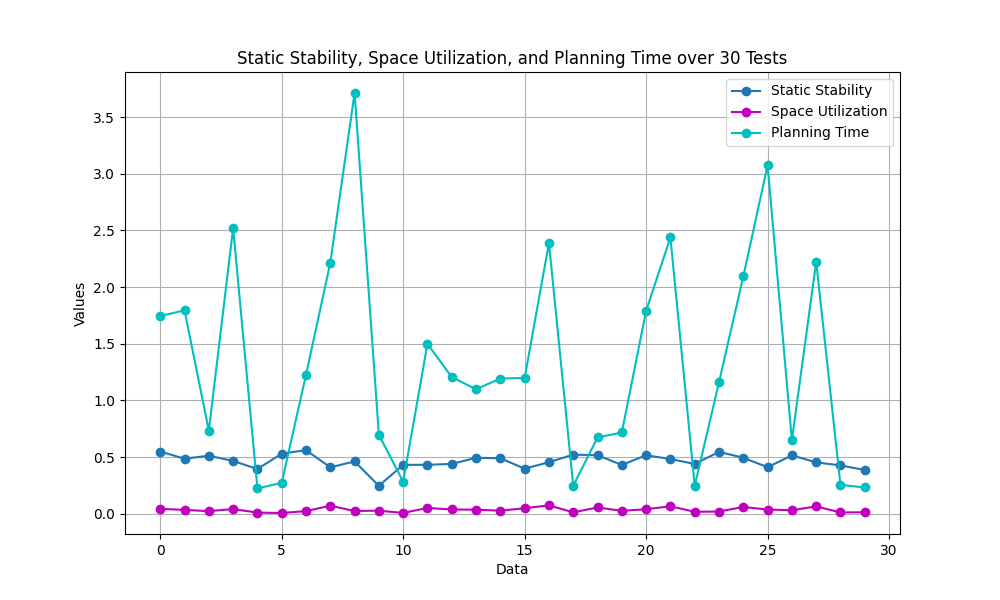 Static Stability, Space Utilization, and Planning Time over 30 Tests
Static Stability
Space Utilization
Planning Time
Values
3.5
3.0
2.5
2.0
1.5
1.0
0.5
0.0
0 5 10 15 20 25 30
Data